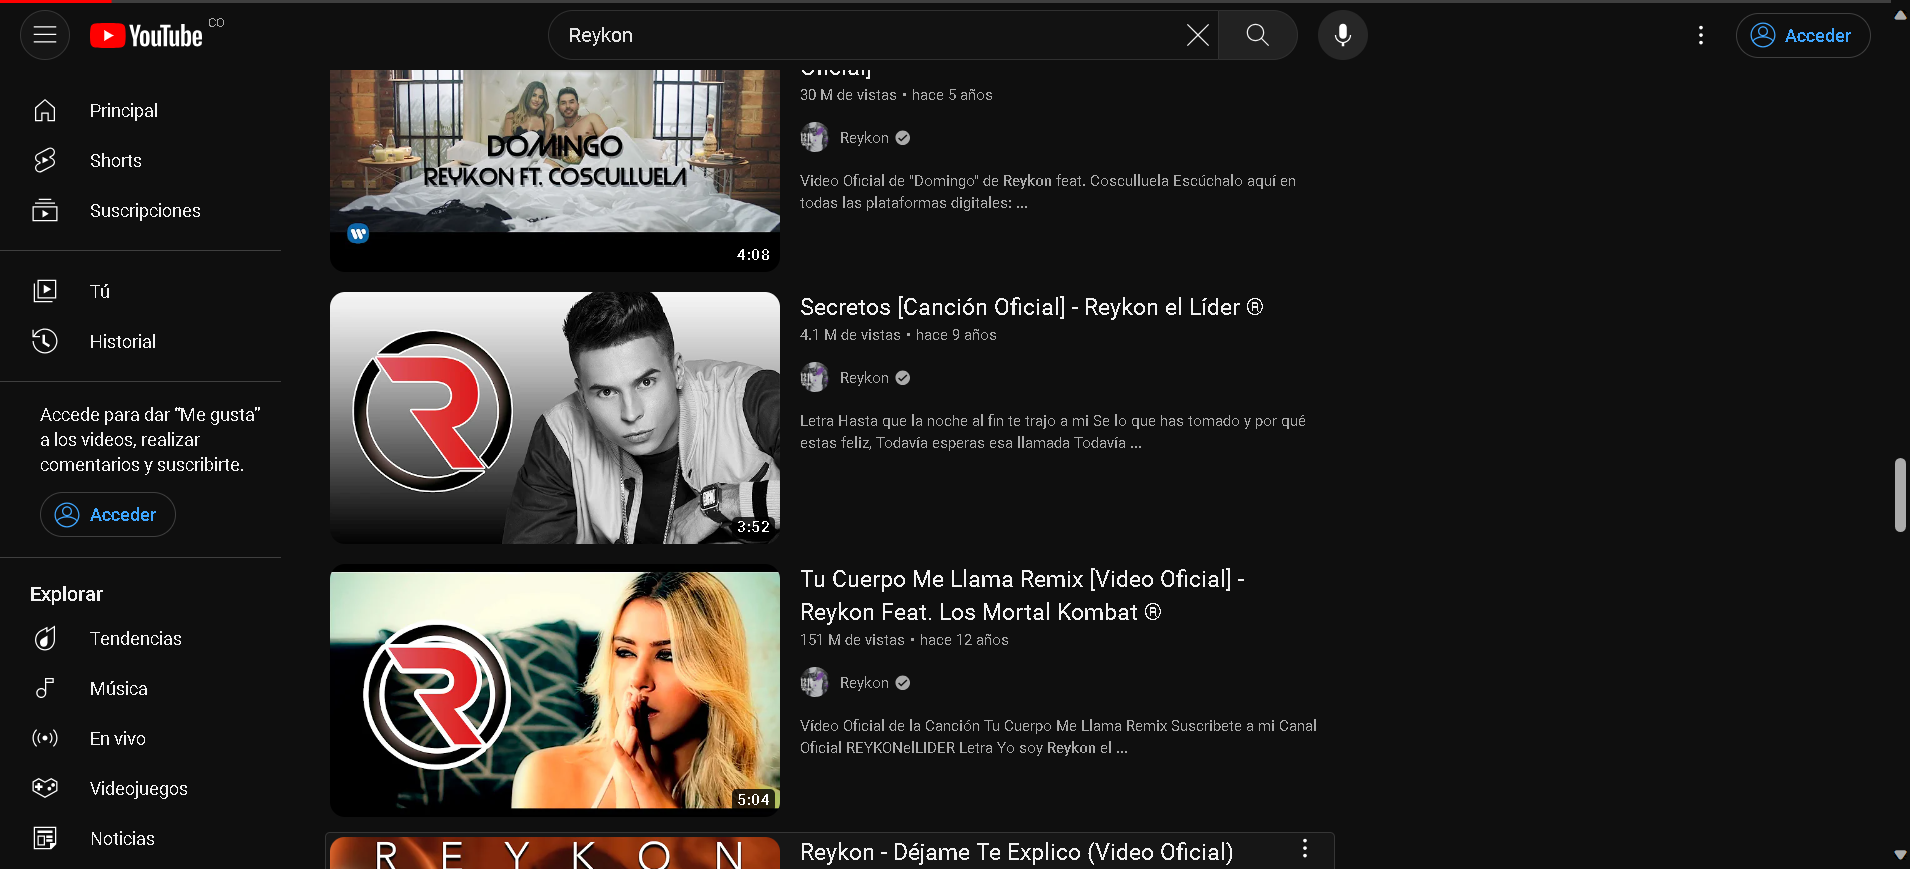 YouTube CO
Reykon
Acceder
Principal
Shorts
Suscripciones
Tú
Historial
Accede para dar “Me gusta”
a los videos, realizar
comentarios y suscribirte.
Acceder
Explorar
Tendencias
Música
En vivo
Videojuegos
Noticias
DOMINGO
REYKON FT. COSCULLUELA
4:08
Oficial]
30 M de vistas • hace 5 años
Reykon
Video Oficial de "Domingo" de Reykon feat. Cosculluela Escúchalo aquí en
todas las plataformas digitales: ...
R
3:52
Secretos [Canción Oficial] - Reykon el Líder ®
4.1 M de vistas • hace 9 años
Reykon
Letra Hasta que la noche al fin te trajo a mi Se lo que has tomado y por qué
estas feliz, Todavía esperas esa llamada Todavía ...
R
5:04
Tu Cuerpo Me Llama Remix [Video Oficial] -
Reykon Feat. Los Mortal Kombat ®
151 M de vistas • hace 12 años
Reykon
Vídeo Oficial de la Canción Tu Cuerpo Me Llama Remix Suscribete a mi Canal
Oficial REYKONelLIDER Letra Yo soy Reykon el ...
REYKON
Reykon - Déjame Te Explico (Video Oficial)